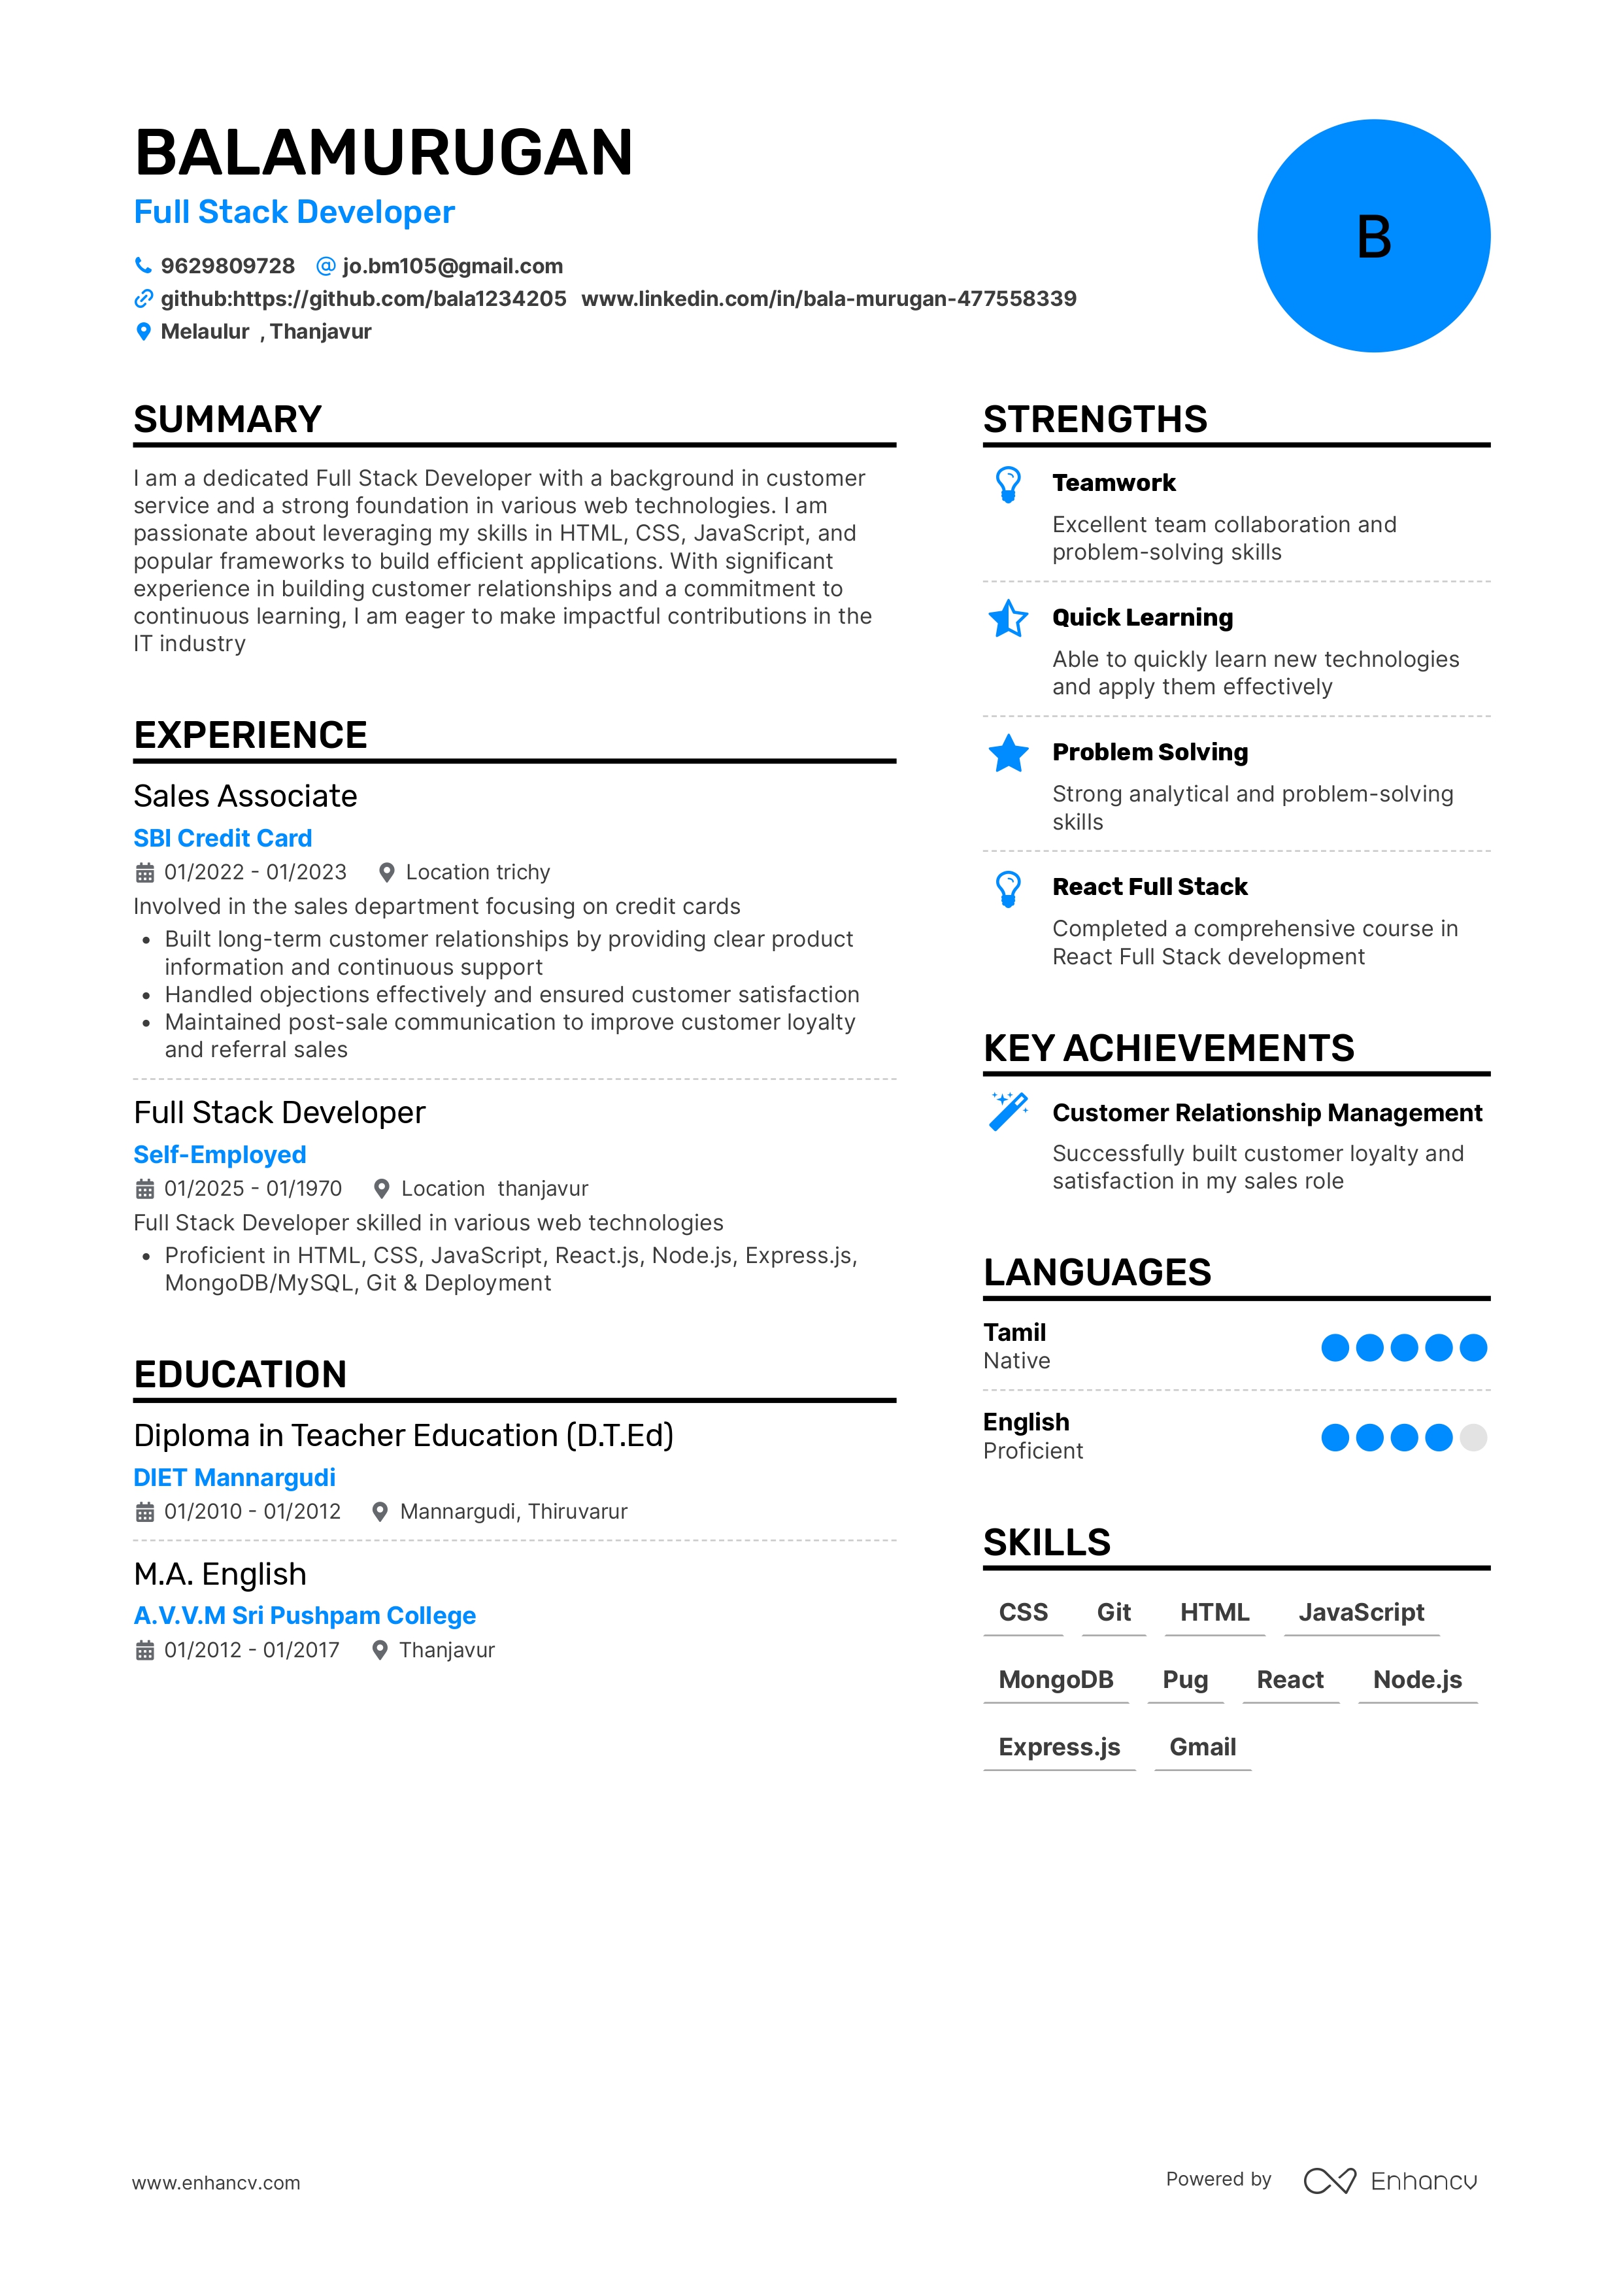 BALAMURUGAN
Full Stack Developer
9629809728 @ jo.bm105@gmail.com
github:https://github.com/bala1234205 www.linkedin.com/in/bala-murugan-477558339
Melaulur , Thanjavur
B
SUMMARY
I am a dedicated Full Stack Developer with a background in customer
service and a strong foundation in various web technologies. I am
passionate about leveraging my skills in HTML, CSS, JavaScript, and
popular frameworks to build efficient applications. With significant
experience in building customer relationships and a commitment to
continuous learning, I am eager to make impactful contributions in the
IT industry
EXPERIENCE
Sales Associate
SBI Credit Card
01/2022 - 01/2023 Location trichy
Involved in the sales department focusing on credit cards
• Built long-term customer relationships by providing clear product
information and continuous support
• Handled objections effectively and ensured customer satisfaction
• Maintained post-sale communication to improve customer loyalty
and referral sales
Full Stack Developer
Self-Employed
01/2025 - 01/1970 Location thanjavur
Full Stack Developer skilled in various web technologies
• Proficient in HTML, CSS, JavaScript, React.js, Node.js, Express.js,
MongoDB/MySQL, Git & Deployment
EDUCATION
Diploma in Teacher Education (D.T.Ed)
DIET Mannargudi
01/2010 - 01/2012 Mannargudi, Thiruvarur
M.A. English
A.V.V.M Sri Pushpam College
01/2012 - 01/2017 Thanjavur
STRENGTHS
Teamwork
Excellent team collaboration and
problem-solving skills
Quick Learning
Able to quickly learn new technologies
and apply them effectively
Problem Solving
Strong analytical and problem-solving
skills
React Full Stack
Completed a comprehensive course in
React Full Stack development
KEY ACHIEVEMENTS
Customer Relationship Management
Successfully built customer loyalty and
satisfaction in my sales role
LANGUAGES
Tamil
Native
English
Proficient
SKILLS
CSS Git HTML JavaScript
MongoDB Pug React Node.js
Express.js Gmail
www.enhancv.com
Powered by Enhancv